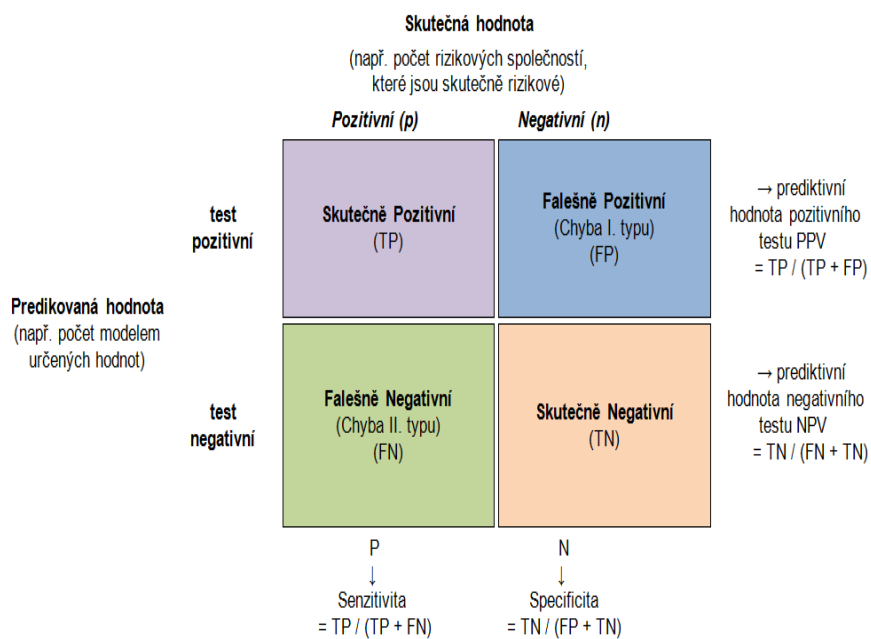 Skutečná hodnota
(např. počet rizikových společností,
které jsou skutečně rizikové)
Pozitivní (p)
Negativní (n)
test
pozitivní
Skutečně Pozitivní
(TP)
Falešně Pozitivní
(Chyba I. typu)
(FP)
→ prediktivní
hodnota pozitivního
testu PPV
= TP / (TP + FP)
Predikovaná hodnota
(např. počet modelem
určených hodnot)
test
negativní
Falešně Negativní
(Chyba II. typu)
(FN)
Skutečně Negativní
(TN)
→ prediktivní
hodnota negativního
testu NPV
= TN / (FN + TN)
P
↓
Senzitivita
= TP / (TP + FN)
N
↓
Specificita
= TN / (FP + TN)